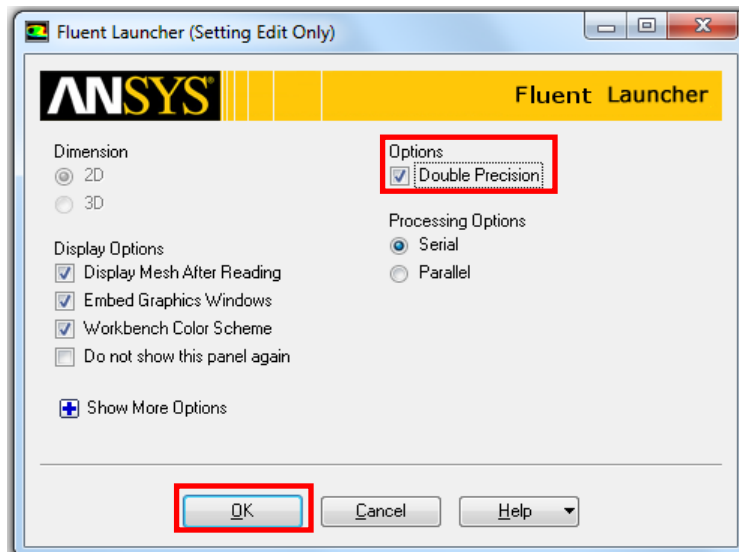 Fluent Launcher (Setting Edit Only)
ANSYS
Fluent Launcher
Dimension
2D
3D
Display Options
Display Mesh After Reading
Embed Graphics Windows
Workbench Color Scheme
Do not show this panel again
Show More Options
Options
Double Precision
Processing Options
Serial
Parallel
OK
Cancel
Help